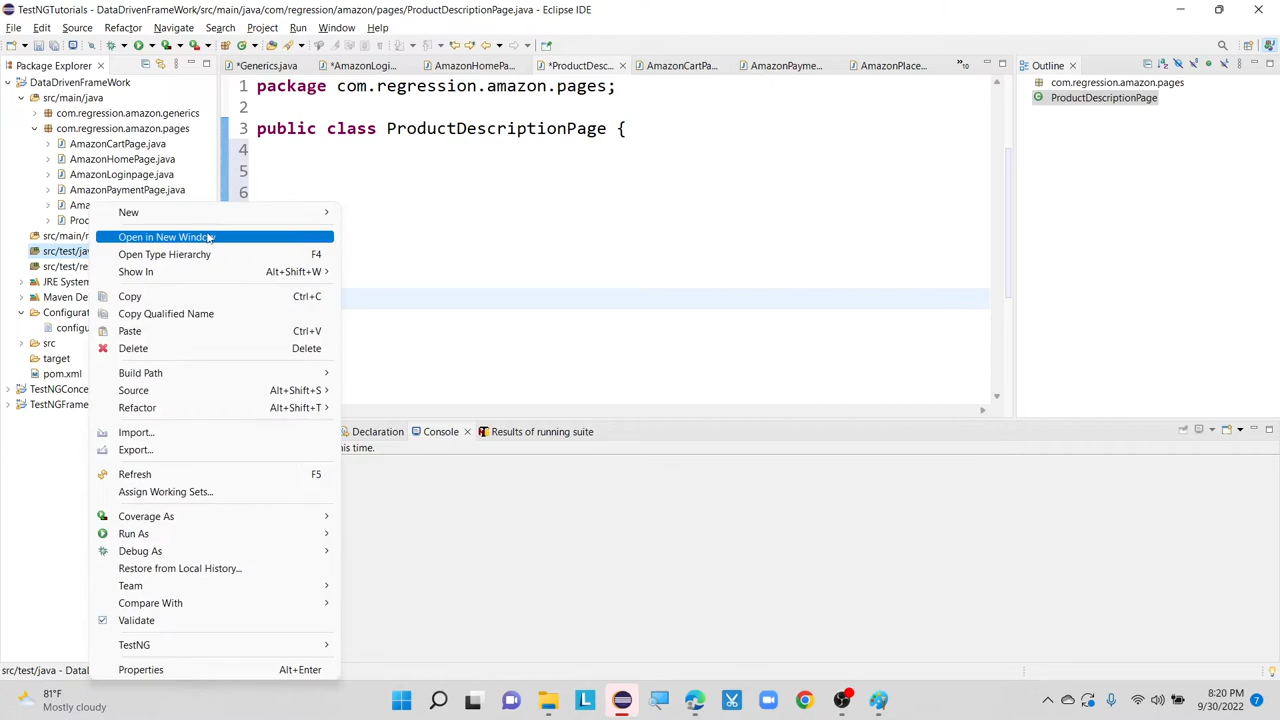 TestNGTutorials - DataDrivenFrameWork/src/main/java/com/regression/amazon/pages/ProductDescriptionPage.java - Eclipse IDE
File Edit Source Refactor Navigate Search Project Run Window Help
Package Explorer
*Generics.java
*AmazonLogi...
AmazonHomePa...
*ProductDesc...
AmazonCartPa...
AmazonPayme...
AmazonPlace...
»10
Outline
DataDrivenFrameWork
src/main/java
com.regression.amazon.generics
com.regression.amazon.pages
AmazonCartPage.java
AmazonHomePage.java
AmazonLoginpage.java
AmazonPaymentPage.java
Ama
Proc
src/main/r
src/test/jav
src/test/re
JRE System
Maven De
Configurat
configu
src
target
pom.xml
TestNGConce
TestNGFrame
1 package com.regression.amazon.pages;
2
3 public class ProductDescriptionPage {
4
5
6
com.regression.amazon.pages
ProductDescriptionPage
New
Open in New Window
Open Type Hierarchy F4
Show In Alt+Shift+W
Copy Ctrl+C
Copy Qualified Name
Paste Ctrl+V
Delete Delete
Build Path
Source Alt+Shift+S
Refactor Alt+Shift+T
Import...
Export...
Refresh F5
Assign Working Sets...
Coverage As
Run As
Debug As
Restore from Local History...
Team
Compare With
Validate
TestNG
Properties Alt+Enter
Declaration
Console
Results of running suite
his time.
src/test/java - Data
81°F
Mostly cloudy
8:20 PM
9/30/2022
7